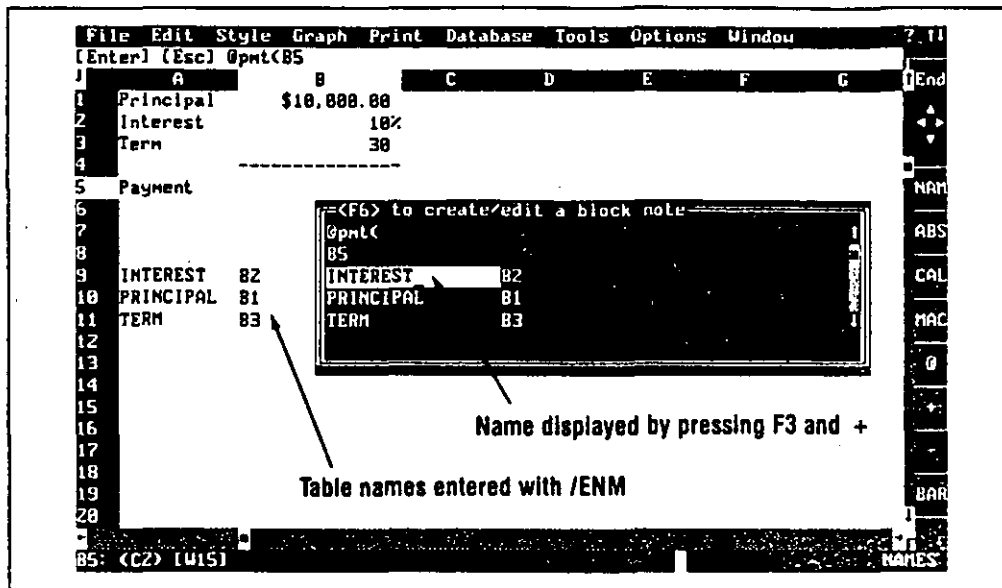 File Edit Style Graph Print Database Tools Options Window ?
[Enter] [Esc] @pmt(B5
A B C D E F G End
1 Principal $10,000.00
2 Interest 10%
3 Term 30
4 ----------------
5 Payment NAM
6 <F6> to create/edit a block note
7 @pmt( ABS
8 B5
9 INTEREST B2 INTEREST B2 CAL
10 PRINCIPAL B1 PRINCIPAL B1
11 TERM B3 TERM B3 MAC
12
13 @
14
15 +
16 Name displayed by pressing F3 and +
17 -
18
19 Table names entered with /ENM BAR
20
B5: (C2) [W15] NAMES